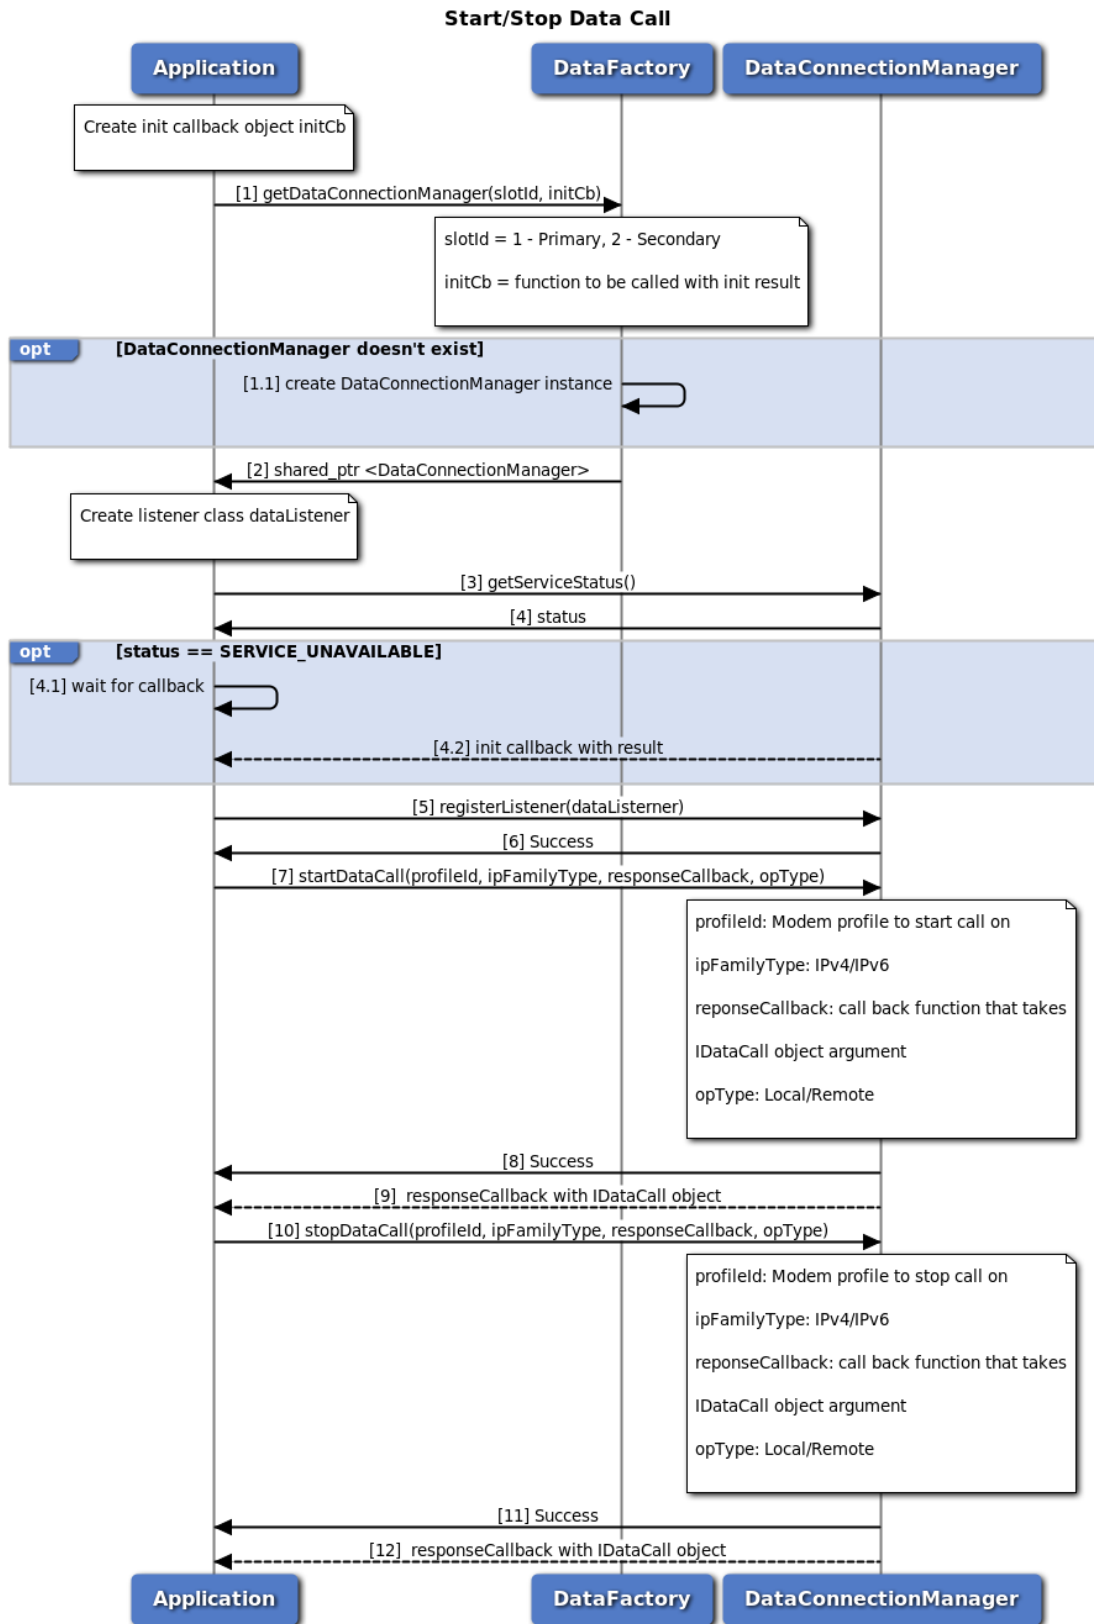 Start/Stop Data Call
Application
DataFactory
DataConnectionManager
Create init callback object initCb
[1] getDataConnectionManager(slotId, initCb)
slotId = 1 - Primary, 2 - Secondary
initCb = function to be called with init result
opt
[DataConnectionManager doesn't exist]
[1.1] create DataConnectionManager instance
[2] shared_ptr <DataConnectionManager>
Create listener class dataListener
[3] getServiceStatus()
[4] status
opt
[status == SERVICE_UNAVAILABLE]
[4.1] wait for callback
[4.2] init callback with result
[5] registerListener(dataListerner)
[6] Success
[7] startDataCall(profileId, ipFamilyType, responseCallback, opType)
profileId: Modem profile to start call on
ipFamilyType: IPv4/IPv6
reponseCallback: call back function that takes
IDataCall object argument
opType: Local/Remote
[8] Success
[9]  responseCallback with IDataCall object
[10] stopDataCall(profileId, ipFamilyType, responseCallback, opType)
profileId: Modem profile to stop call on
ipFamilyType: IPv4/IPv6
reponseCallback: call back function that takes
IDataCall object argument
opType: Local/Remote
[11] Success
[12]  responseCallback with IDataCall object
Application
DataFactory
DataConnectionManager